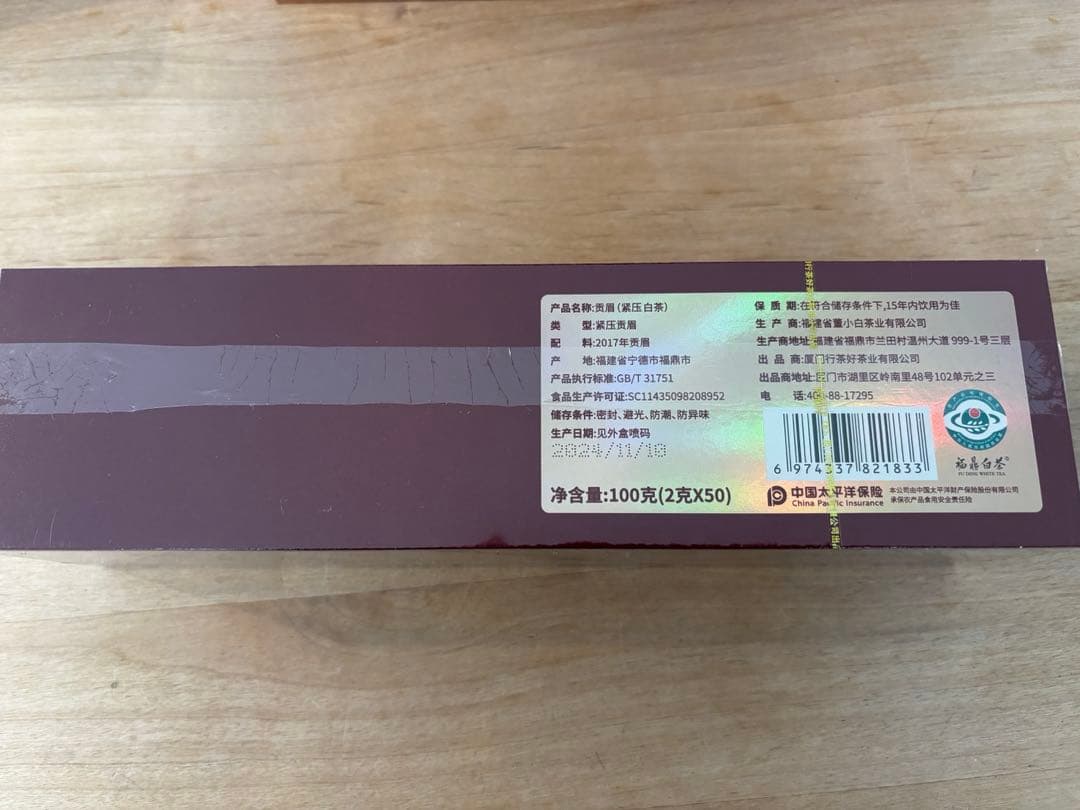 产品名称:贡眉(紧压白茶)
类 型:紧压贡眉
配 料:2017年贡眉
产 地:福建省宁德市福鼎市
产品执行标准:GB/T 31751
食品生产许可证:SC11435098208952
储存条件:密封、避光、防潮、防异味
生产日期:见外盒喷码
2024/11/10
净含量:100克(2克X50)
保 质 期:在符合储存条件下,15年内饮用为佳
生 产 商:福建省董小白茶业有限公司
生产商地址:福建省福鼎市兰田村温州大道 999-1号三层
出 品 商:厦门行茶好茶业有限公司
出品商地址:厦门市湖里区岭南里48号102单元之三
电 话:40 -88-17295
6 974337 821833
福鼎白茶
FU DING WHITE TEA
中国太平洋保险
China Pacific Insurance
本公司由中国太平洋财产保险股份有限公司
承保农产品食用安全责任险